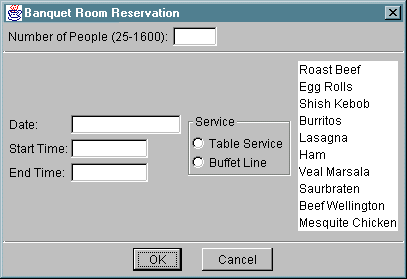 Banquet Room Reservation
Number of People (25-1600):
Date:
Start Time:
End Time:
Service
Table Service
Buffet Line
Roast Beef
Egg Rolls
Shish Kebob
Burritos
Lasagna
Ham
Veal Marsala
Saurbraten
Beef Wellington
Mesquite Chicken
OK
Cancel